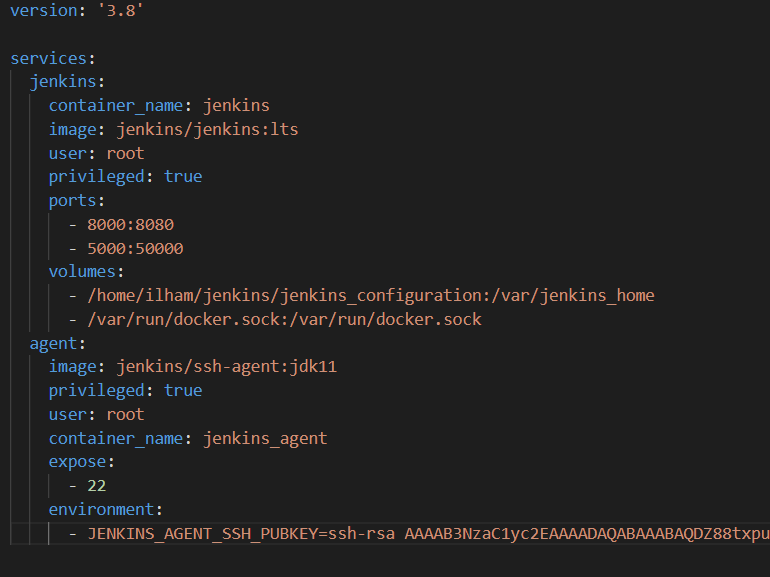 version: '3.8'
services:
  jenkins:
    container_name: jenkins
    image: jenkins/jenkins:lts
    user: root
    privileged: true
    ports:
      - 8000:8080
      - 5000:50000
    volumes:
      - /home/ilham/jenkins/jenkins_configuration:/var/jenkins_home
      - /var/run/docker.sock:/var/run/docker.sock
  agent:
    image: jenkins/ssh-agent:jdk11
    privileged: true
    user: root
    container_name: jenkins_agent
    expose:
      - 22
    environment:
      - JENKINS_AGENT_SSH_PUBKEY=ssh-rsa AAAAB3NzaC1yc2EAAAADAQABAAABAQDZ88txpu